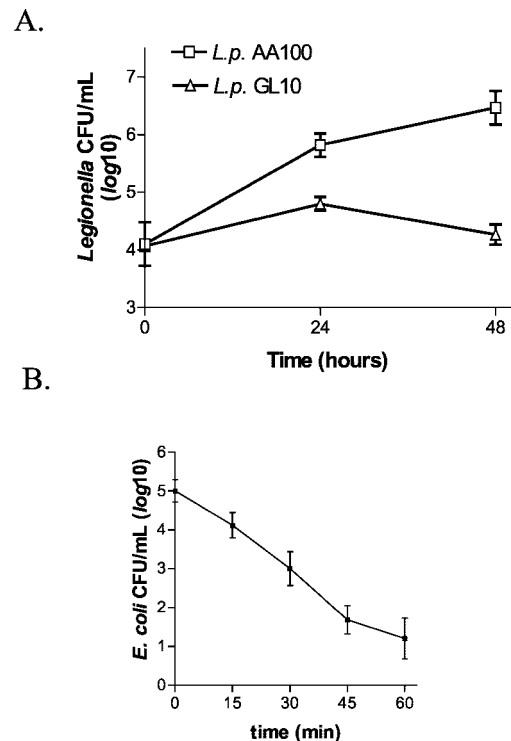 A.
L.p. AA100
L.p. GL10
Legionella CFU/mL
(log10)
7
6
5
4
3
0
24
48
Time (hours)
B.
E. coli CFU/mL (log10)
6
5
4
3
2
1
0
0
15
30
45
60
time (min)